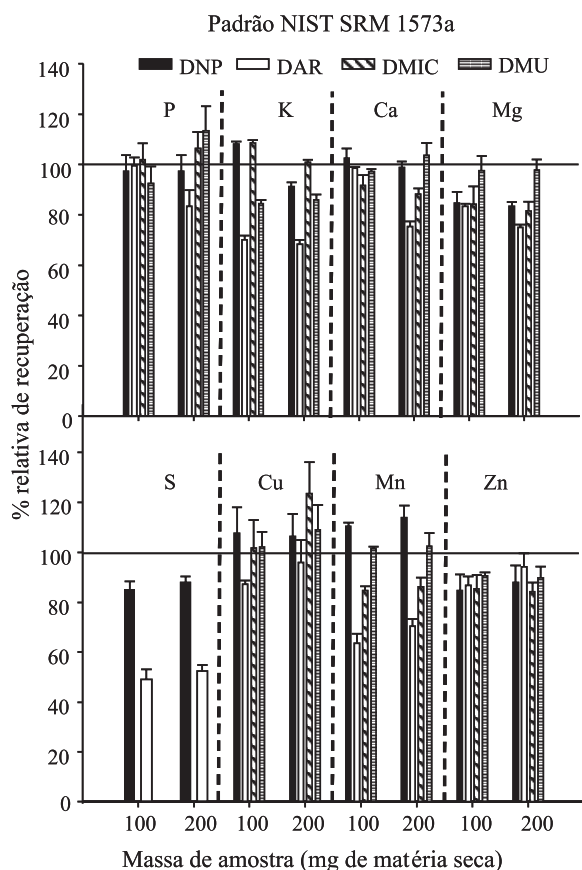 Padrão NIST SRM 1573a
% relativa de recuperação
140
DNP DAR DMIC DMU
P K Ca Mg
120
100
80
60
40
20
0
140
S Cu Mn Zn
120
100
80
60
40
20
0
100 200 100 200 100 200 100 200
Massa de amostra (mg de matéria seca)